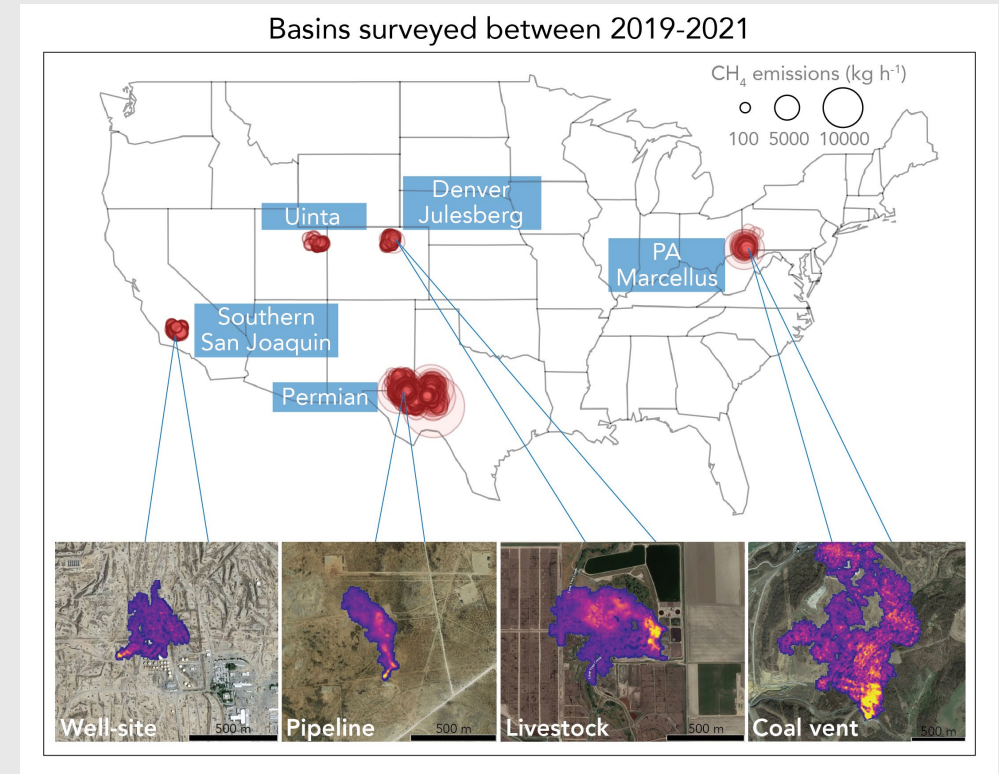 Basins surveyed between 2019-2021
CH₄ emissions (kg h⁻¹)
100 5000 10000
Denver
Julesberg
Uinta
PA
Marcellus
Southern
San Joaquin
Permian
Well-site
500 m
Pipeline
500 m
Livestock
500 m
Coal vent
500 m